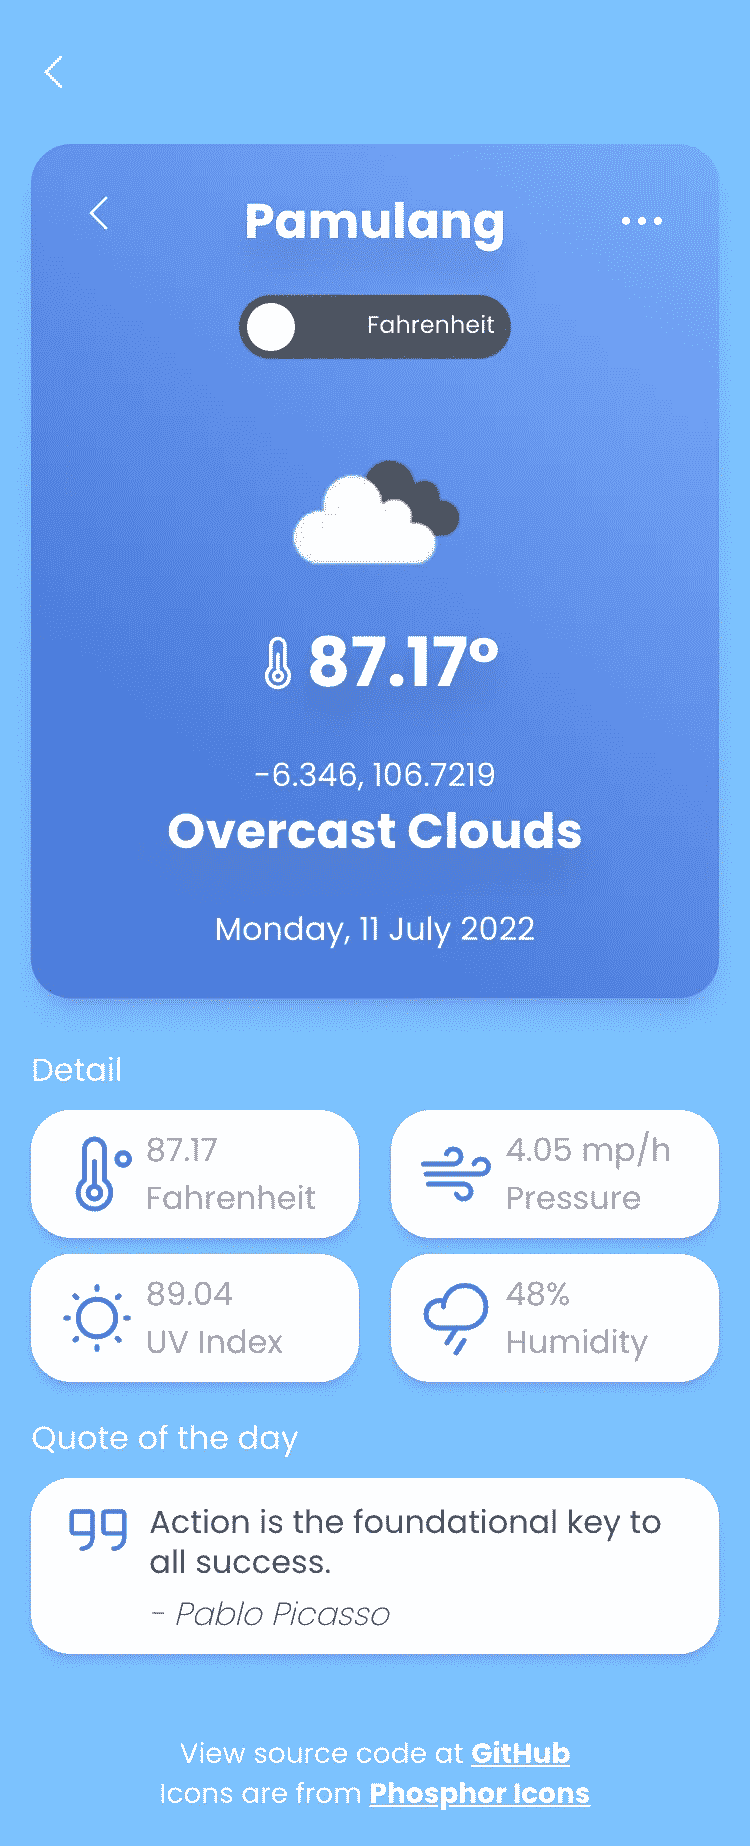 Pamulang
Fahrenheit
87.17°
-6.346, 106.7219
Overcast Clouds
Monday, 11 July 2022
Detail
87.17
Fahrenheit
4.05 mp/h
Pressure
89.04
UV Index
48%
Humidity
Quote of the day
Action is the foundational key to
all success.
- Pablo Picasso
View source code at GitHub
Icons are from Phosphor Icons